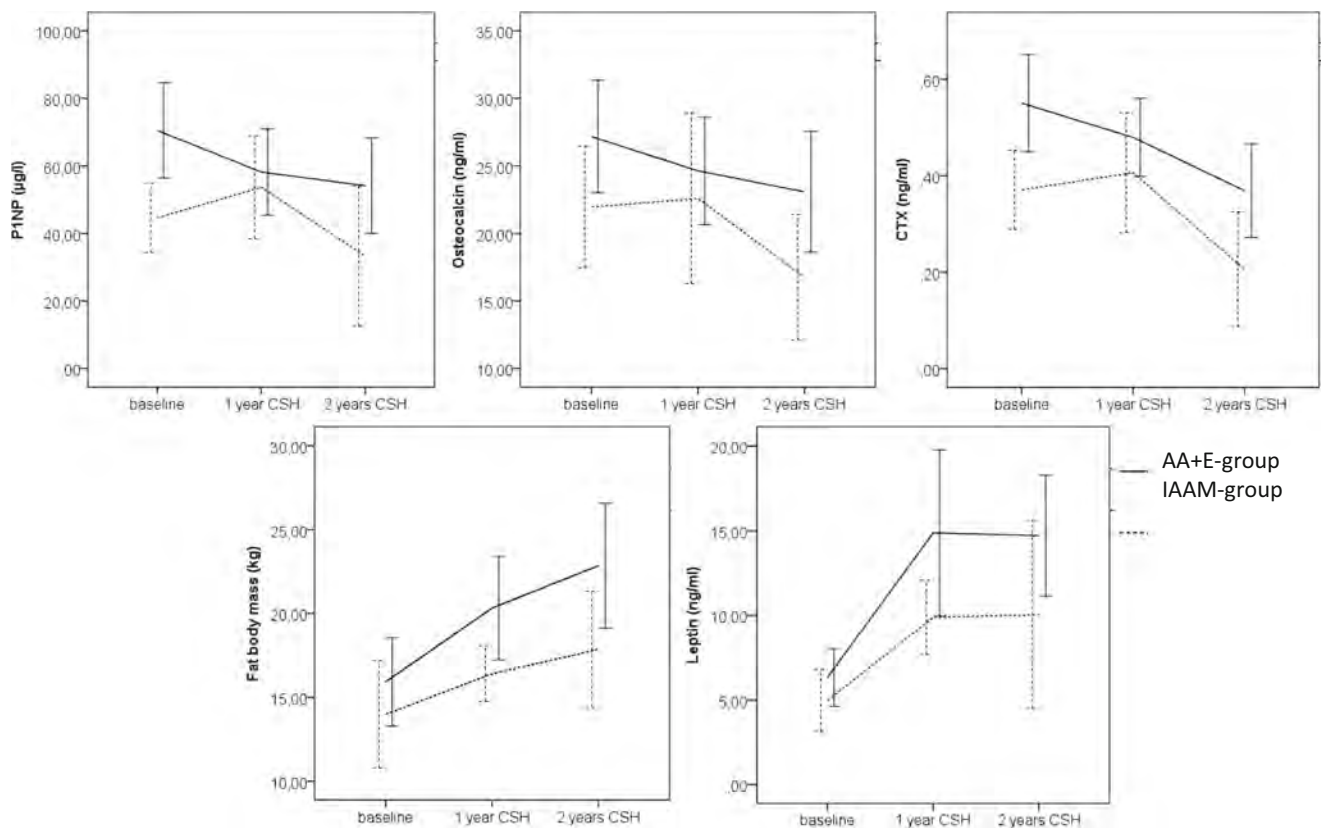 P1NP (µg/l)
100,00
80,00
60,00
40,00
20,00
,00
baseline 1 year CSH 2 years CSH
Osteocalcin (ng/ml)
35,00
30,00
25,00
20,00
15,00
10,00
baseline 1 year CSH 2 years CSH
CTX (ng/ml)
,60
,40
,20
,00
baseline 1 year CSH 2 years CSH
Fat body mass (kg)
30,00
25,00
20,00
15,00
10,00
baseline 1 year CSH 2 years CSH
Leptin (ng/ml)
20,00
15,00
10,00
5,00
,00
baseline 1 year CSH 2 years CSH
AA+E-group
IAAM-group